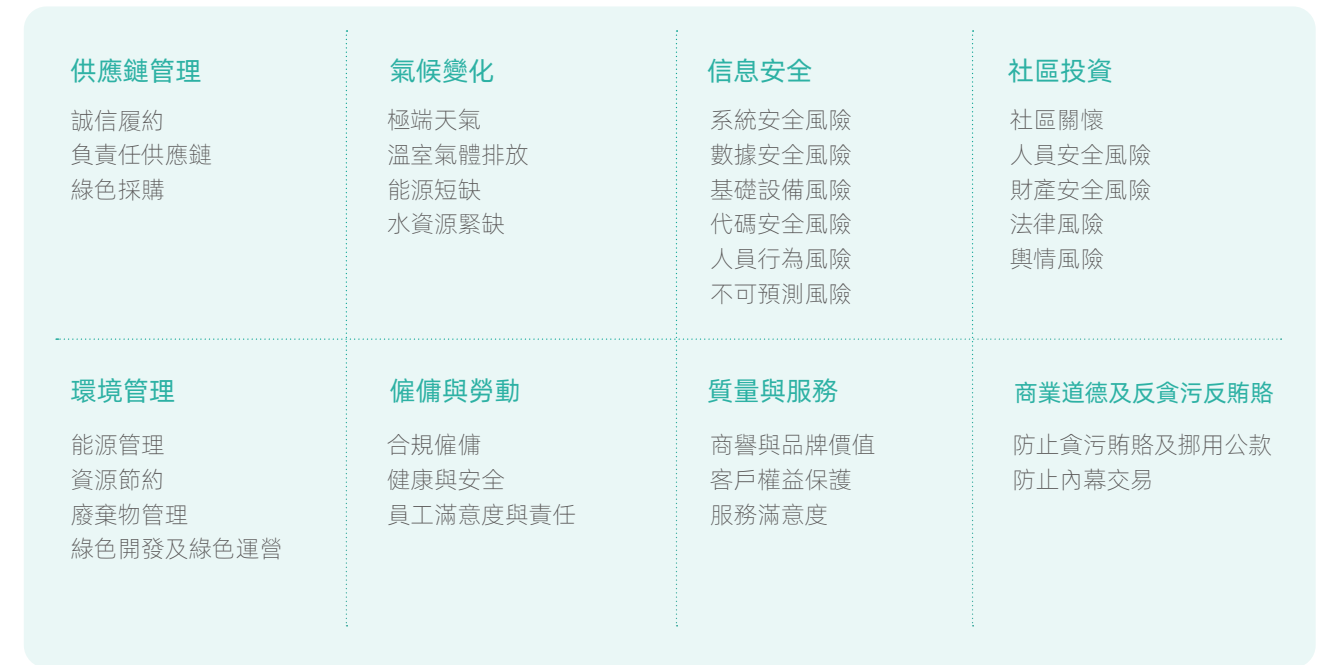 供應鏈管理
誠信履約
負責任供應鏈
綠色採購
氣候變化
極端天氣
溫室氣體排放
能源短缺
水資源緊缺
信息安全
系統安全風險
數據安全風險
基礎設備風險
代碼安全風險
人員行為風險
不可預測風險
社區投資
社區關懷
人員安全風險
財產安全風險
法律風險
輿情風險
環境管理
能源管理
資源節約
廢棄物管理
綠色開發及綠色運營
僱傭與勞動
合規僱傭
健康與安全
員工滿意度與責任
質量與服務
商譽與品牌價值
客戶權益保護
服務滿意度
商業道德及反貪污反賄賂
防止貪污賄賂及挪用公款
防止內幕交易